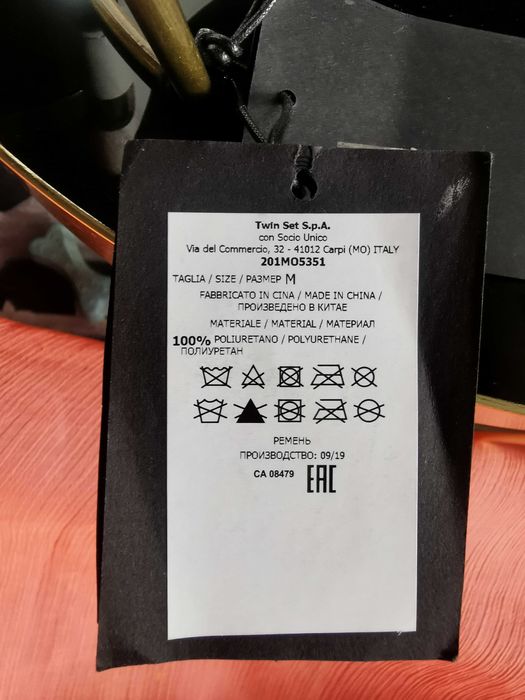 Twin Set S.p.A.
con Socio Unico
Via del Commercio, 32 - 41012 Carpi (MO) ITALY
201MO5351
TAGLIA / SIZE / РАЗМЕР M
FABBRICATO IN CINA / MADE IN CHINA /
ПРОИЗВЕДЕНО В КИТАЕ
MATERIALE / MATERIAL / МАТЕРИАЛ
100% POLIURETANO / POLYURETHANE /
ПОЛИУРЕТАН
РЕМЕНЬ
ПРОИЗВОДСТВО: 09/19
CA 08479 EAC